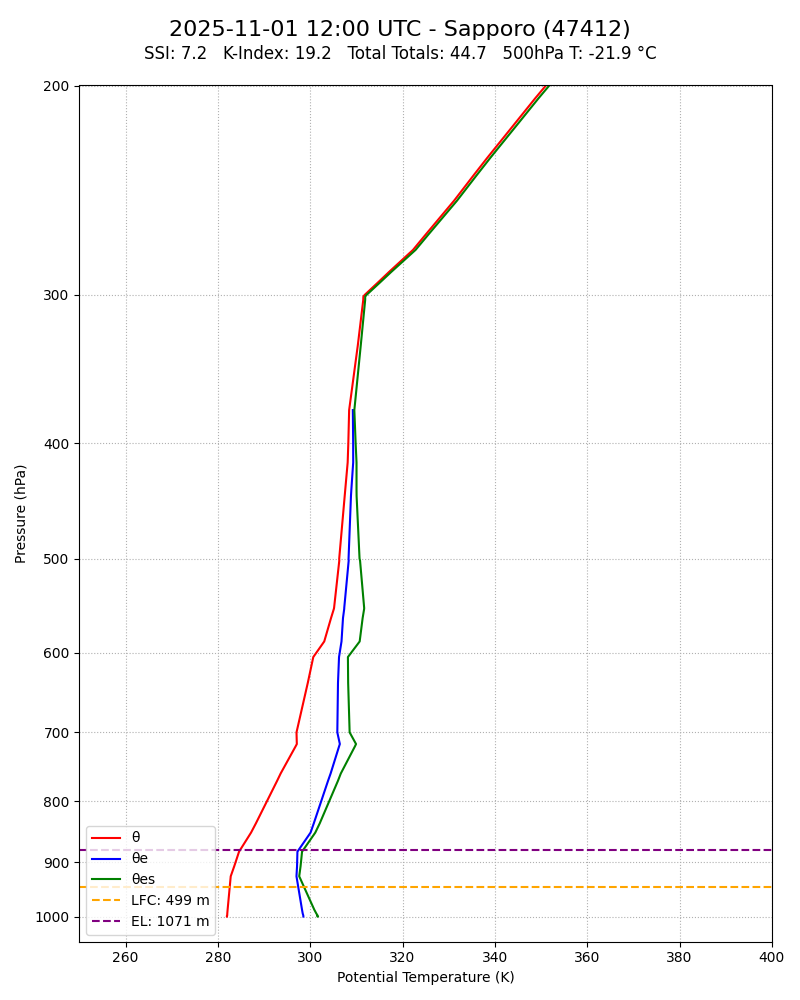 2025-11-01 12:00 UTC - Sapporo (47412)
SSI: 7.2   K-Index: 19.2   Total Totals: 44.7   500hPa T: -21.9 °C
200
300
400
500
600
700
800
900
1000
Pressure (hPa)
θ
θe
θes
LFC: 499 m
EL: 1071 m
260 280 300 320 340 360 380 400
Potential Temperature (K)